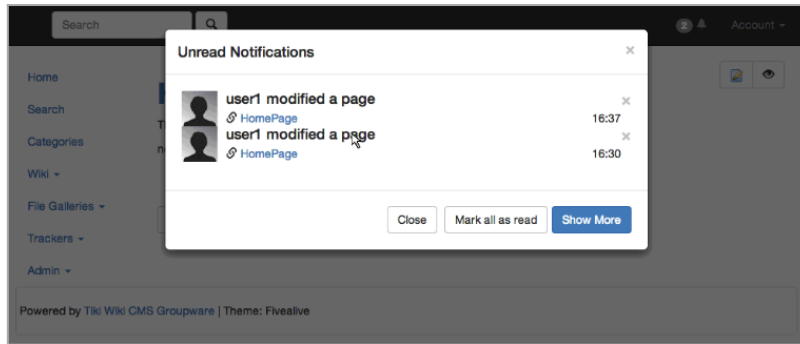 Search
2
Account
Unread Notifications
×
user1 modified a page
×
HomePage
16:37
user1 modified a page
×
HomePage
16:30
Close
Mark all as read
Show More
Home
Search
Categories
Wiki
File Galleries
Trackers
Admin
Powered by Tiki Wiki CMS Groupware | Theme: Fivealive